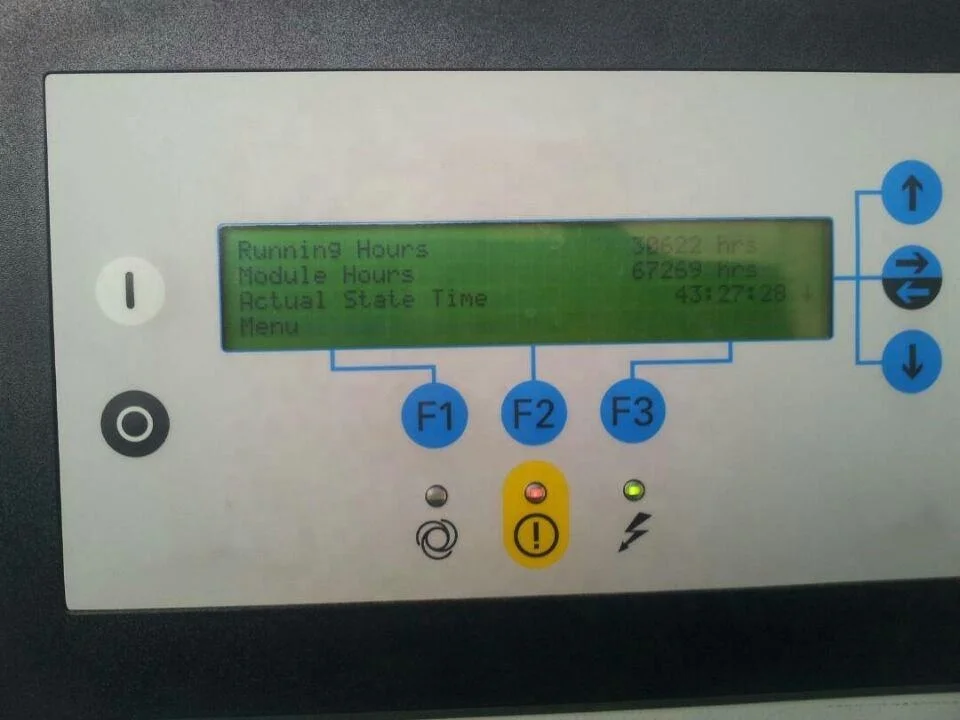 Running Hours 30622 hrs
Module Hours 67269 hrs
Actual State Time 43:27:28 ↓
Menu
F1 F2 F3